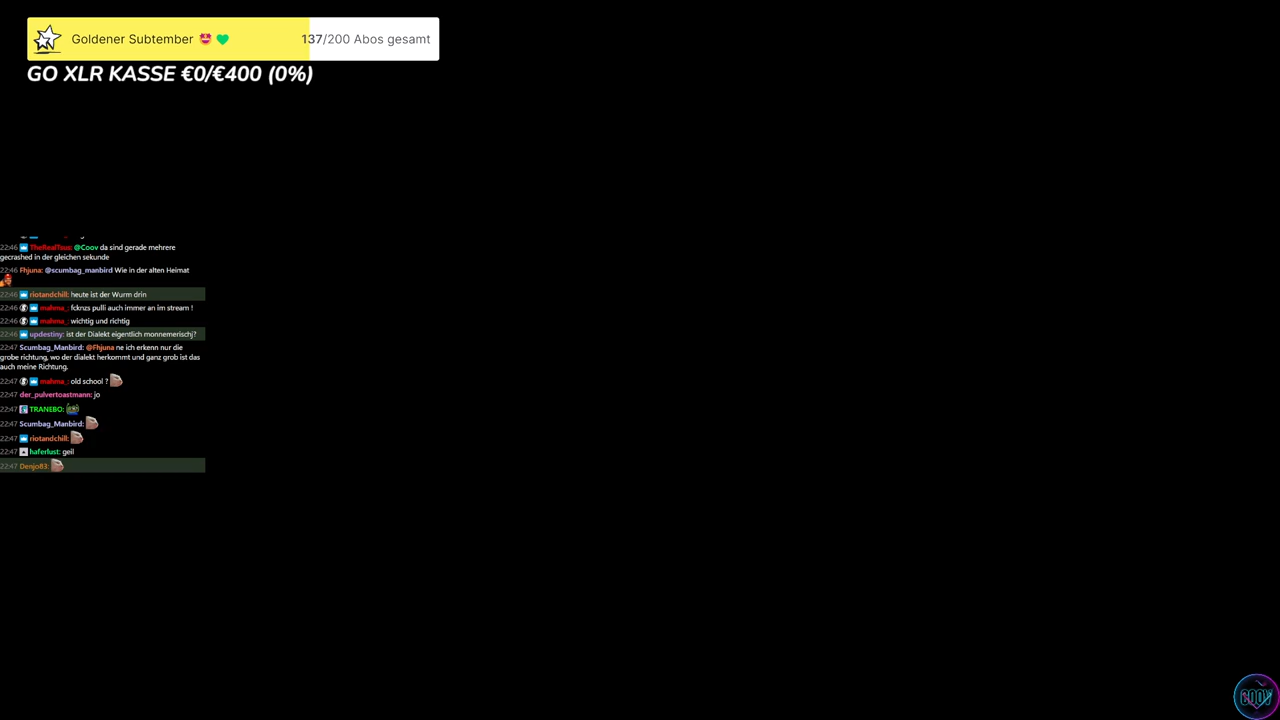 Goldener Subtember 🤩 💚 137/200 Abos gesamt
GO XLR KASSE €0/€400 (0%)
22:46 TheRealTsus: @Coov da sind gerade mehrere
gecrashed in der gleichen sekunde
22:46 Fhjuna: @scumbag_manbird Wie in der alten Heimat
22:46 riotandchill: heute ist der Wurm drin
22:46 mahma_: fcknzs pulli auch immer an im stream !
22:46 mahma_: wichtig und richtig
22:46 updestiny: ist der Dialekt eigentlich monnemerisch?
22:47 Scumbag_Manbird: @Fhjuna ne ich erkenn nur die
grobe richtung, wo der dialekt herkommt und ganz grob ist das
auch meine Richtung.
22:47 mahma_: old school ?
22:47 der_pulvertoastmann: jo
22:47 TRANEBO:
22:47 Scumbag_Manbird:
22:47 riotandchill:
22:47 haferlust: geil
22:47 Denjo83:
COOV